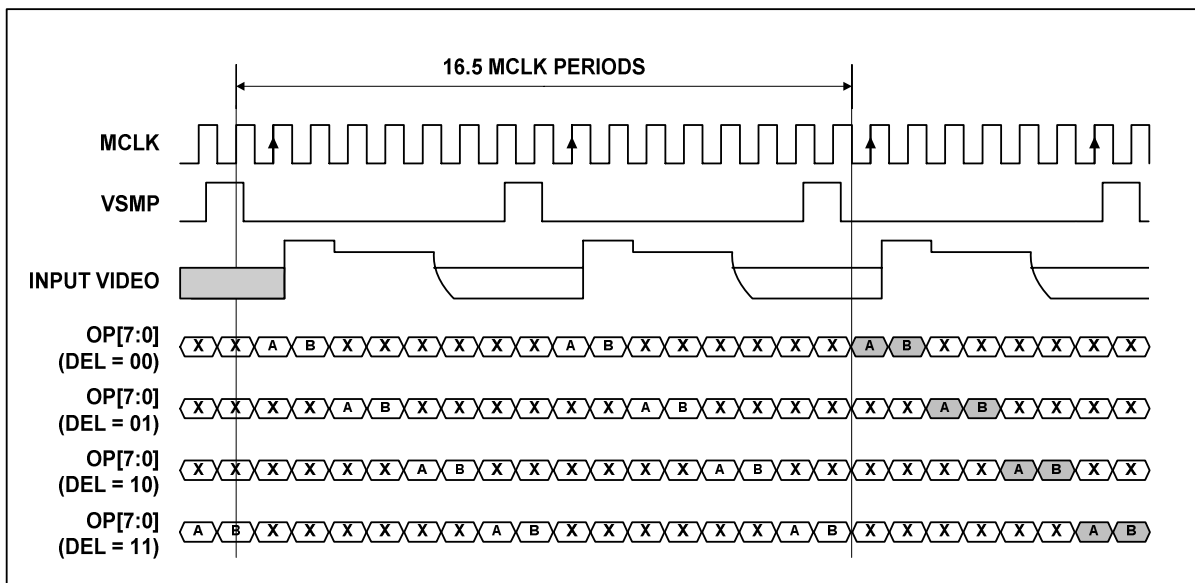 16.5 MCLK PERIODS
MCLK
VSMP
INPUT VIDEO
OP[7:0]
(DEL = 00)
X X A B X X X X X X A B X X X X X X A B X X X X X X
OP[7:0]
(DEL = 01)
X X X X A B X X X X X X A B X X X X X X A B X X X X
OP[7:0]
(DEL = 10)
X X X X X X A B X X X X X X A B X X X X X X A B X X
OP[7:0]
(DEL = 11)
A B X X X X X X A B X X X X X X A B X X X X X X A B